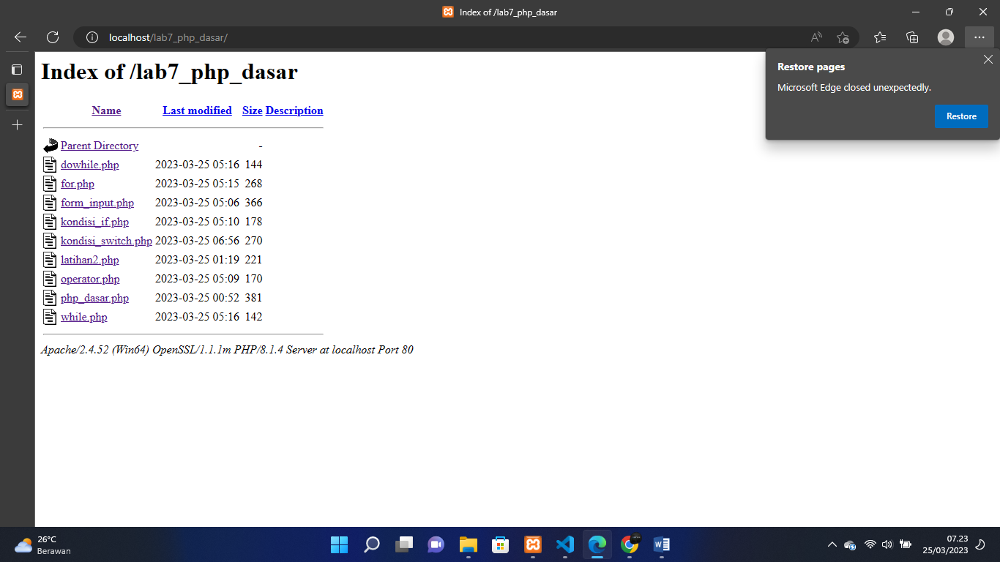 Index of /lab7_php_dasar
localhost/lab7_php_dasar/
Restore pages
Microsoft Edge closed unexpectedly.
Restore
Index of /lab7_php_dasar
Name Last modified Size Description
Parent Directory -
dowhile.php 2023-03-25 05:16 144
for.php 2023-03-25 05:15 268
form_input.php 2023-03-25 05:06 366
kondisi_if.php 2023-03-25 05:10 178
kondisi_switch.php 2023-03-25 06:56 270
latihan2.php 2023-03-25 01:19 221
operator.php 2023-03-25 05:09 170
php_dasar.php 2023-03-25 00:52 381
while.php 2023-03-25 05:16 142
Apache/2.4.52 (Win64) OpenSSL/1.1.1m PHP/8.1.4 Server at localhost Port 80
26°C
Berawan
07.23
25/03/2023